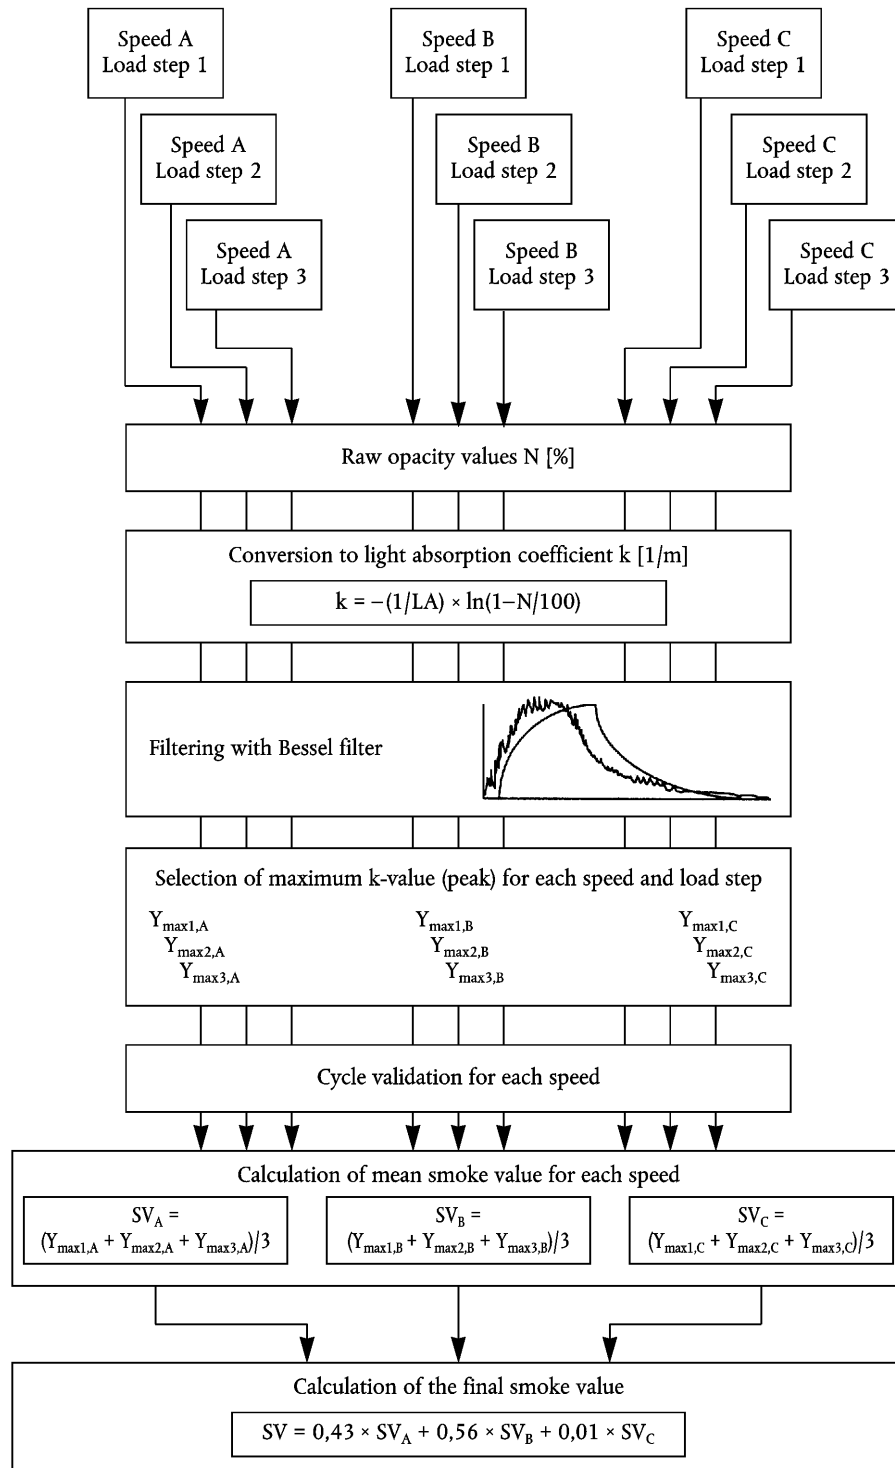 Speed A
Load step 1
Speed B
Load step 1
Speed C
Load step 1
Speed A
Load step 2
Speed B
Load step 2
Speed C
Load step 2
Speed A
Load step 3
Speed B
Load step 3
Speed C
Load step 3
Raw opacity values N [%]
Conversion to light absorption coefficient k [1/m]
k = −(1/LA) × ln(1−N/100)
Filtering with Bessel filter
Selection of maximum k-value (peak) for each speed and load step
Ymax1,A Ymax1,B Ymax1,C
Ymax2,A Ymax2,B Ymax2,C
Ymax3,A Ymax3,B Ymax3,C
Cycle validation for each speed
Calculation of mean smoke value for each speed
SVA =
(Ymax1,A + Ymax2,A + Ymax3,A)/3
SVB =
(Ymax1,B + Ymax2,B + Ymax3,B)/3
SVC =
(Ymax1,C + Ymax2,C + Ymax3,C)/3
Calculation of the final smoke value
SV = 0,43 × SVA + 0,56 × SVB + 0,01 × SVC